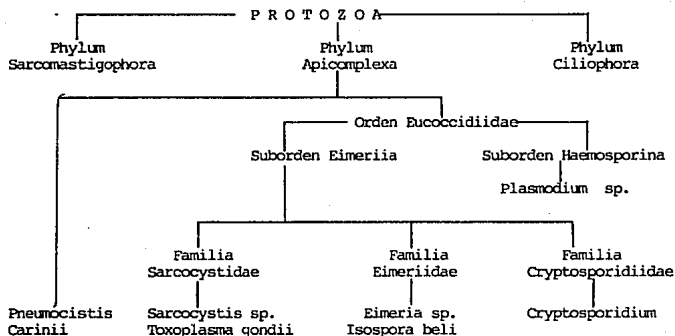 P R O T O Z O A
Phylum Phylum Phylum
Sarcomastigophora Apicomplexa Ciliophora
Orden Eucoccidiidae
Suborden Eimeriia Suborden Haemosporina
Plasmodium sp.
Familia Familia Familia
Sarcocystidae Eimeriidae Cryptosporidiidae
Pneumocistis Sarcocystis sp. Eimeria sp. Cryptosporidium
Carinii Toxoplasma gondii Isospora beli